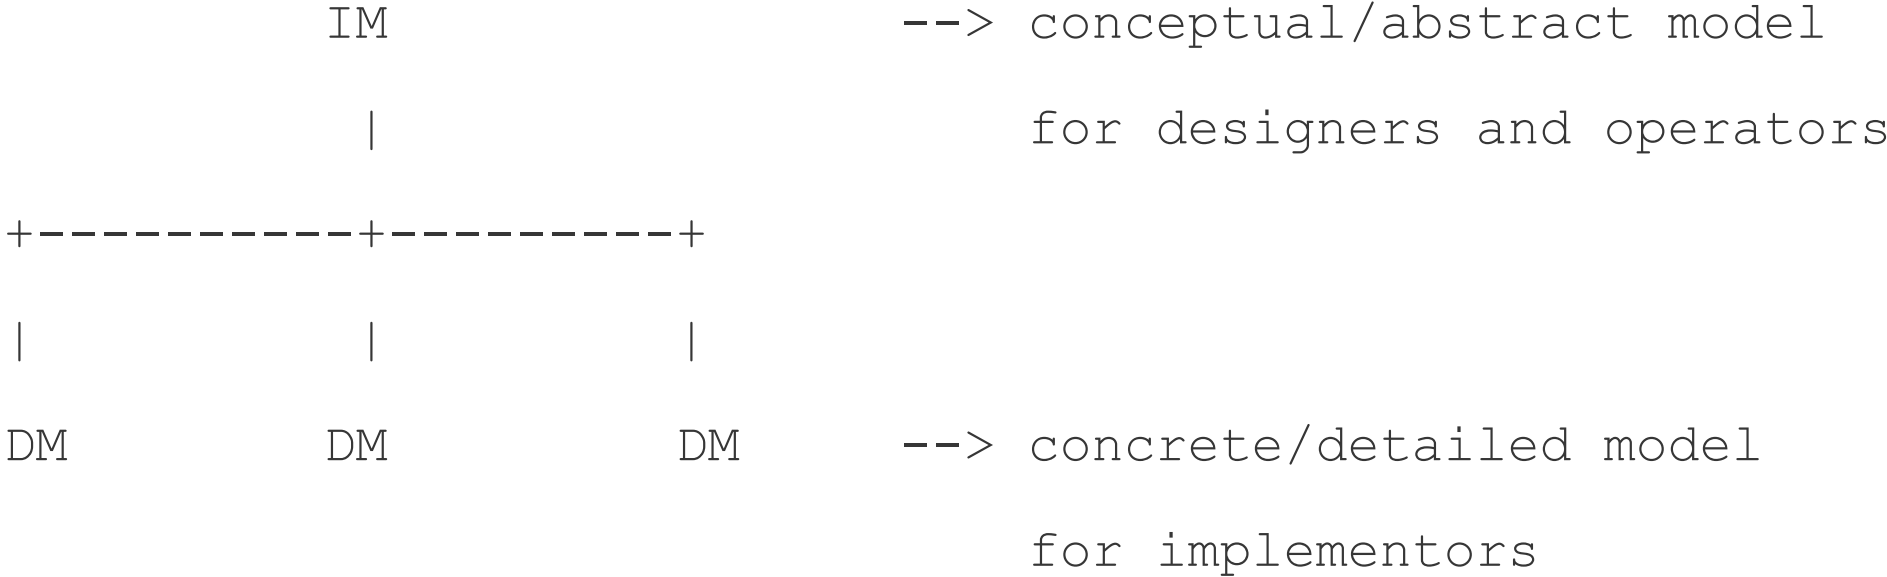 IM                --> conceptual/abstract model
           |                    for designers and operators
+----------+---------+
|          |         |
DM        DM         DM     --> concrete/detailed model
                                for implementors